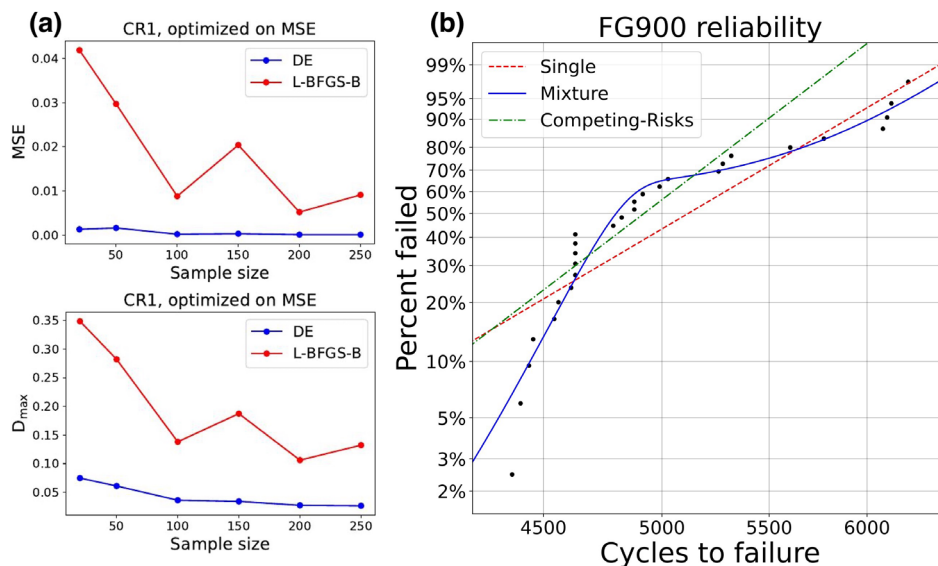 (a)
CR1, optimized on MSE
DE
L-BFGS-B
MSE
0.04
0.03
0.02
0.01
0.00
50 100 150 200 250
Sample size
CR1, optimized on MSE
DE
L-BFGS-B
Dmax
0.35
0.30
0.25
0.20
0.15
0.10
0.05
50 100 150 200 250
Sample size
(b)
FG900 reliability
Single
Mixture
Competing-Risks
Percent failed
99%
95%
90%
80%
70%
60%
50%
40%
30%
20%
10%
5%
3%
2%
4500 5000 5500 6000
Cycles to failure